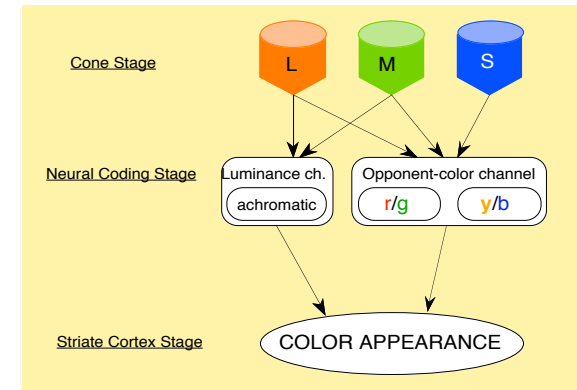 Cone Stage
L
M
S
Neural Coding Stage
Luminance ch.
Opponent-color channel
achromatic
r/g
y/b
Striate Cortex Stage
COLOR APPEARANCE